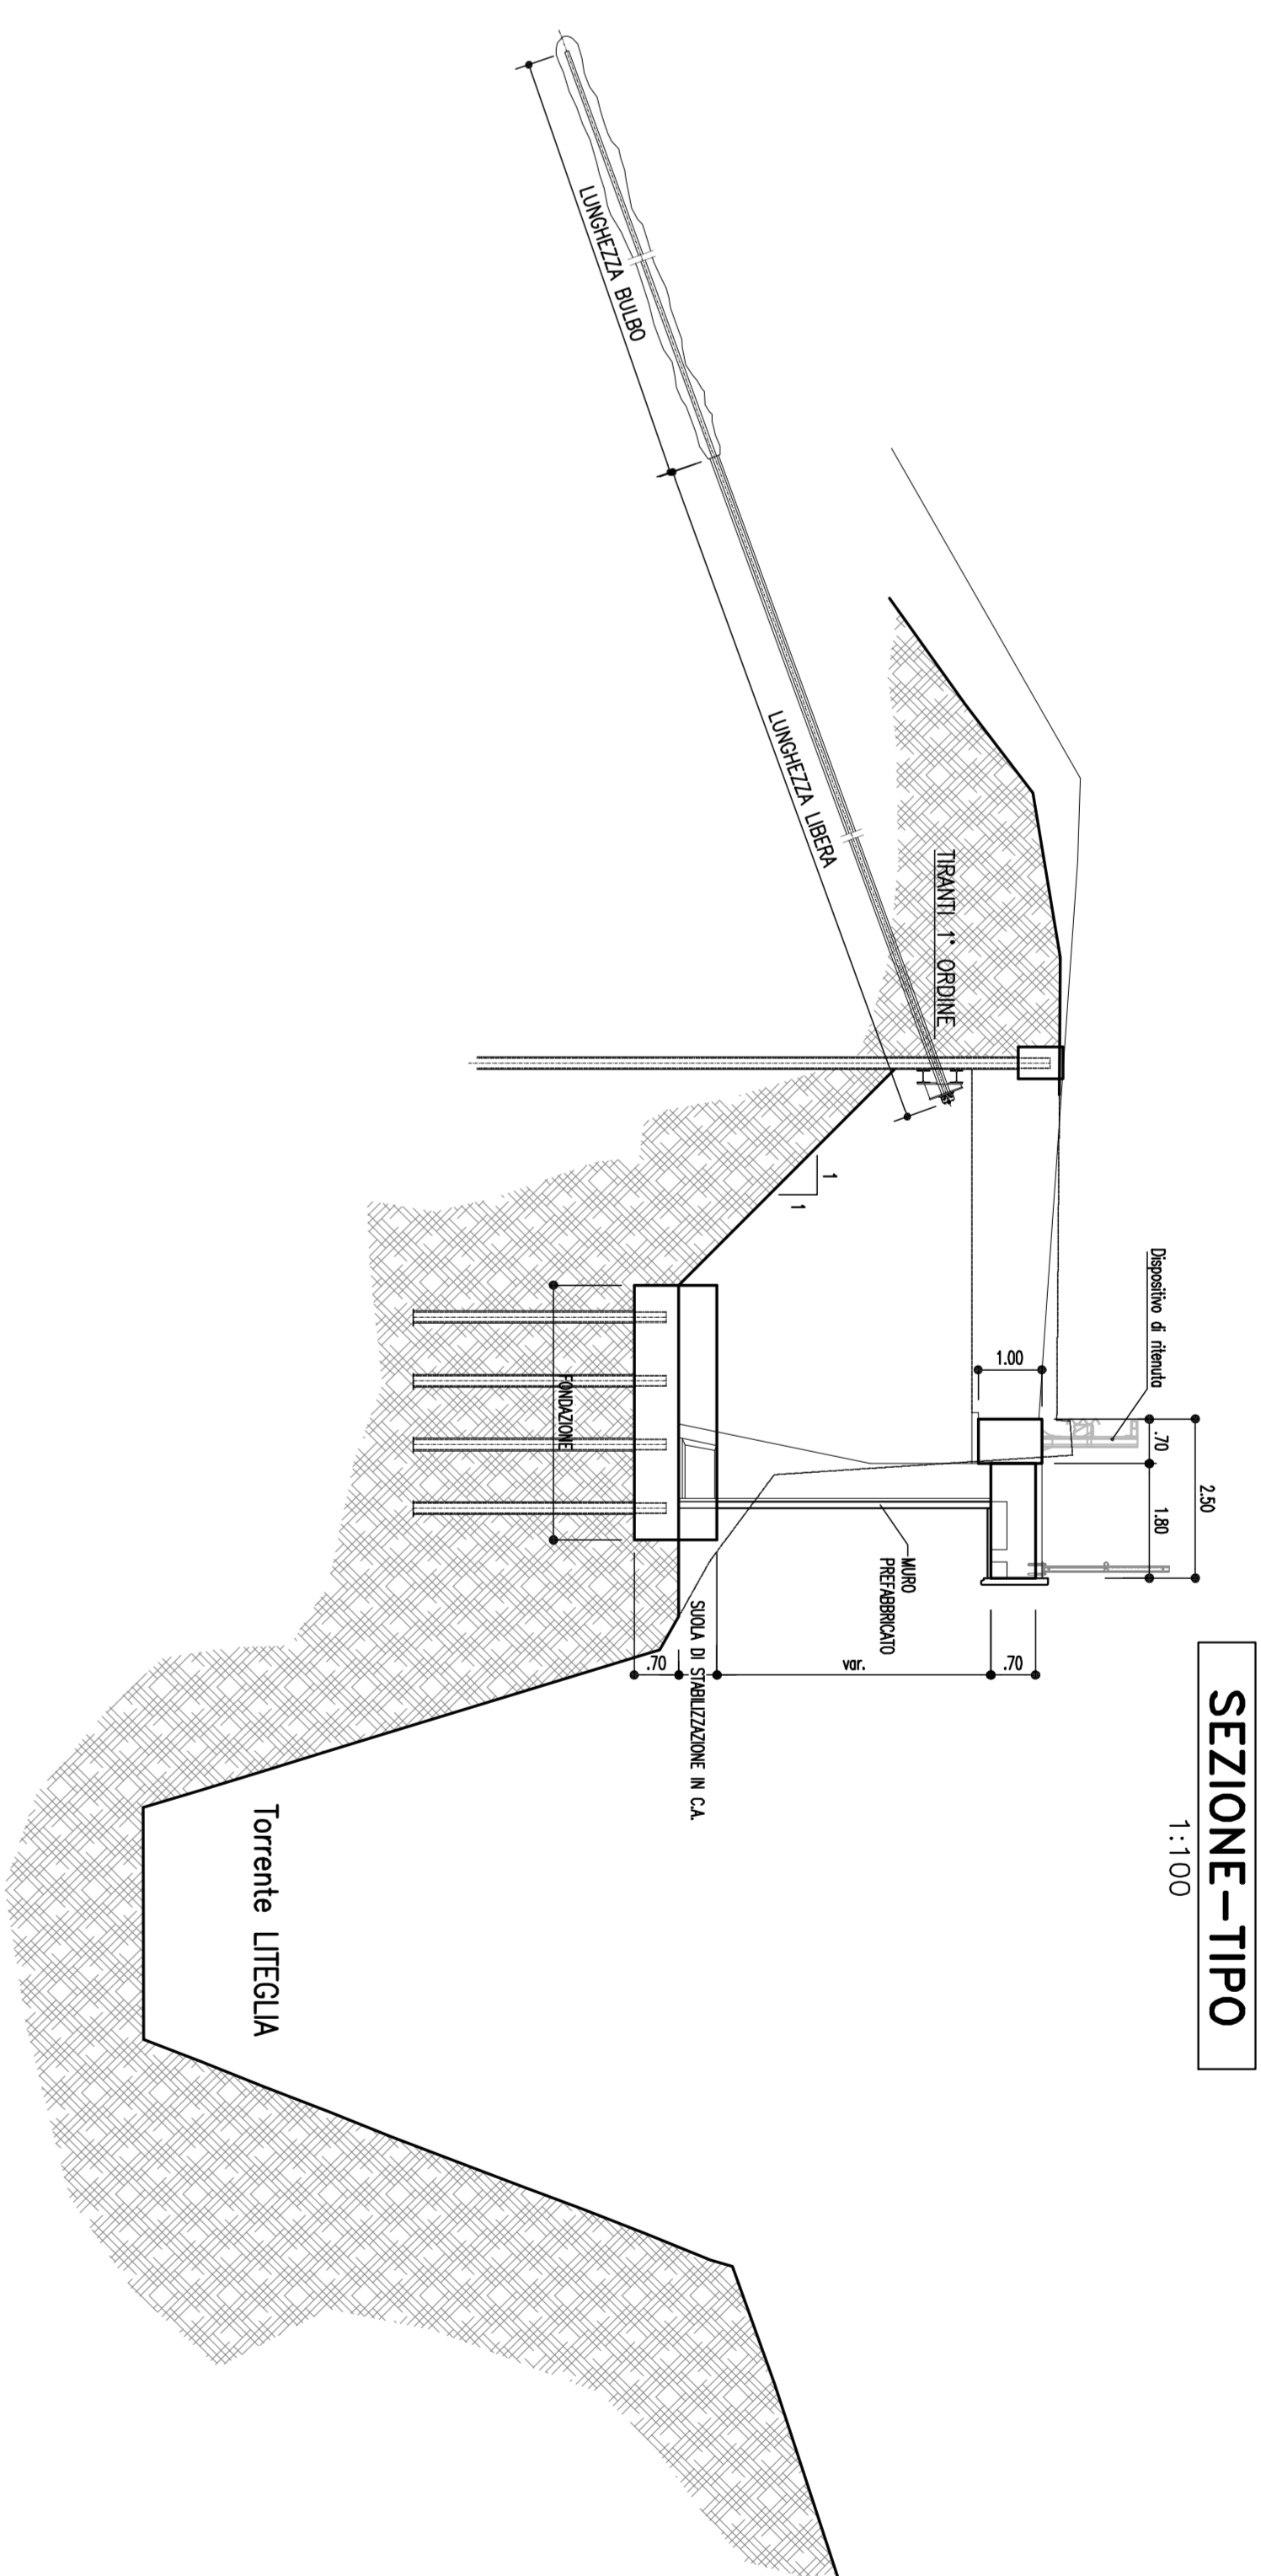 SEZIONE-TIPO
1:100
2.50
.70
1.80
Dispositivo di ritenuta
1.00
TIRANTI 1° ORDINE
MURO
PREFABBRICATO
.70
var.
.70
LUNGHEZZA LIBERA
1
1
SUOLA DI STABILIZZAZIONE IN C.A.
LUNGHEZZA BULBO
FONDAZIONE
Torrente LITEGLIA